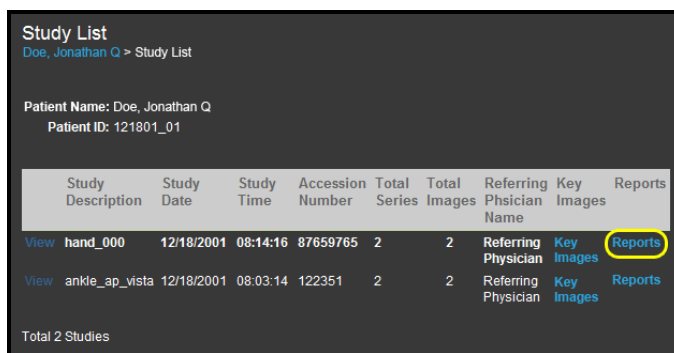 Study List
Doe, Jonathan Q > Study List
Patient Name: Doe, Jonathan Q
Patient ID: 121801_01
Study Description Study Date Study Time Accession Number Total Series Total Images Referring Phsician Name Key Images Reports
View hand_000 12/18/2001 08:14:16 87659765 2 2 Referring Physician Key Images Reports
View ankle_ap_vista 12/18/2001 08:03:14 122351 2 2 Referring Physician Key Images Reports
Total 2 Studies